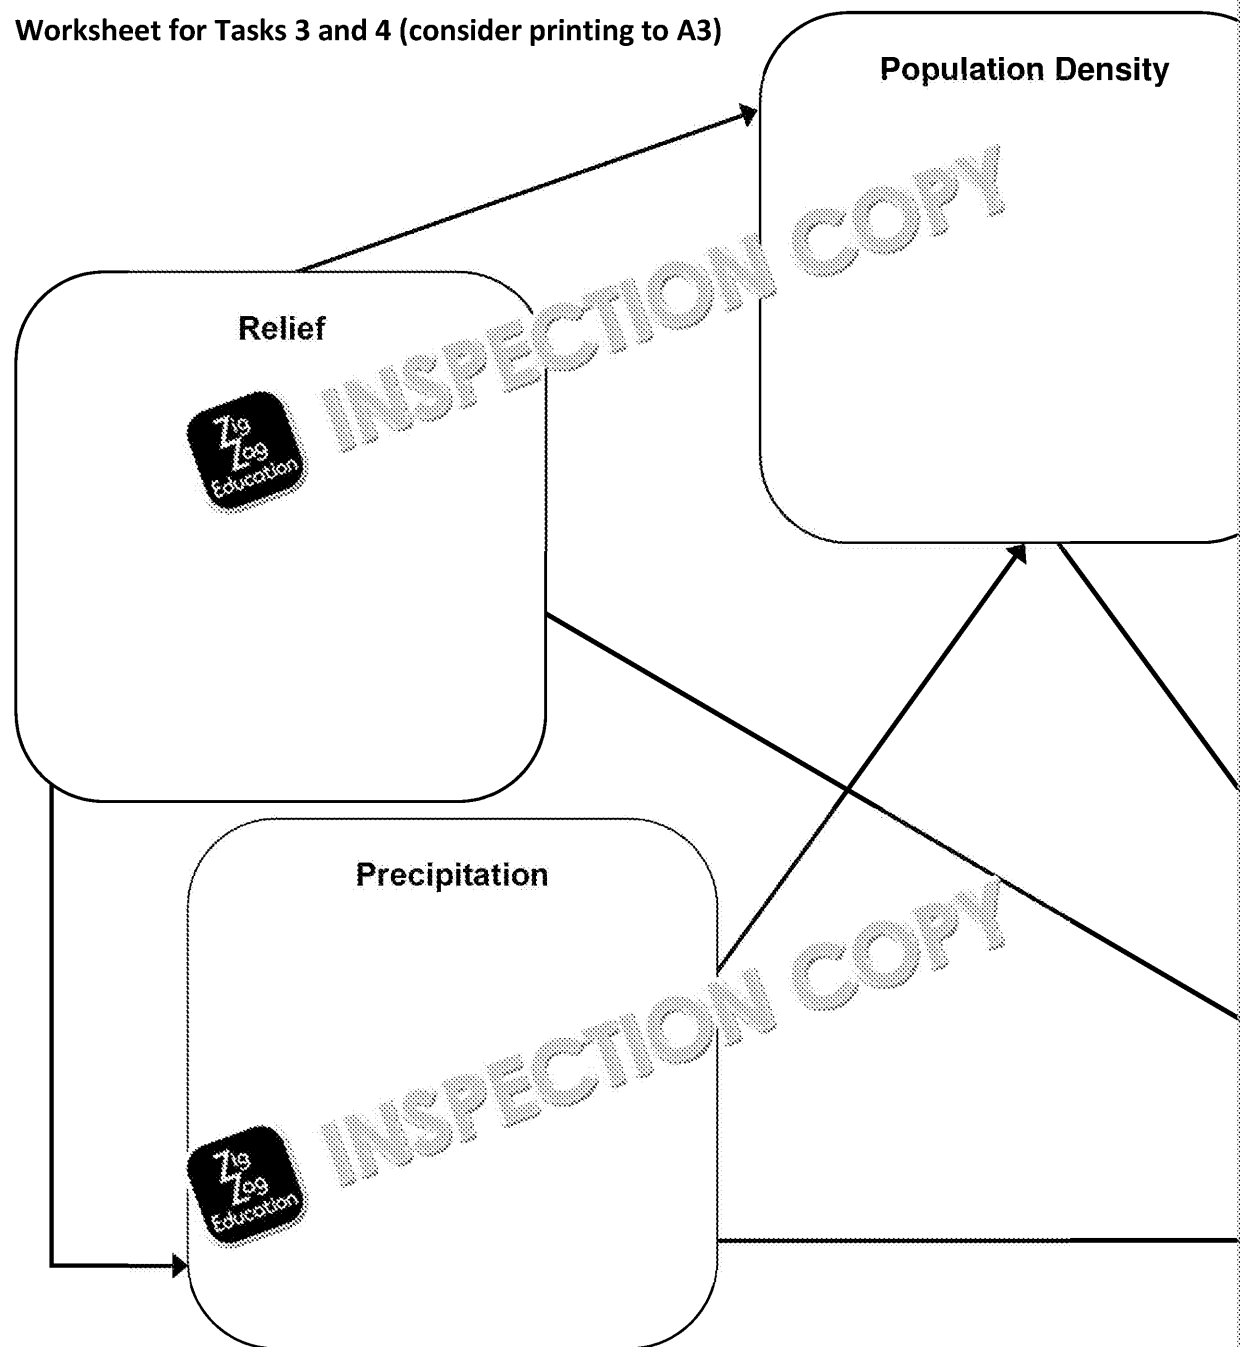 Worksheet for Tasks 3 and 4 (consider printing to A3)
Population Density
INSPECTION COPY
Relief
Zig
Zag
Education
Precipitation
INSPECTION COPY
Zig
Zag
Education